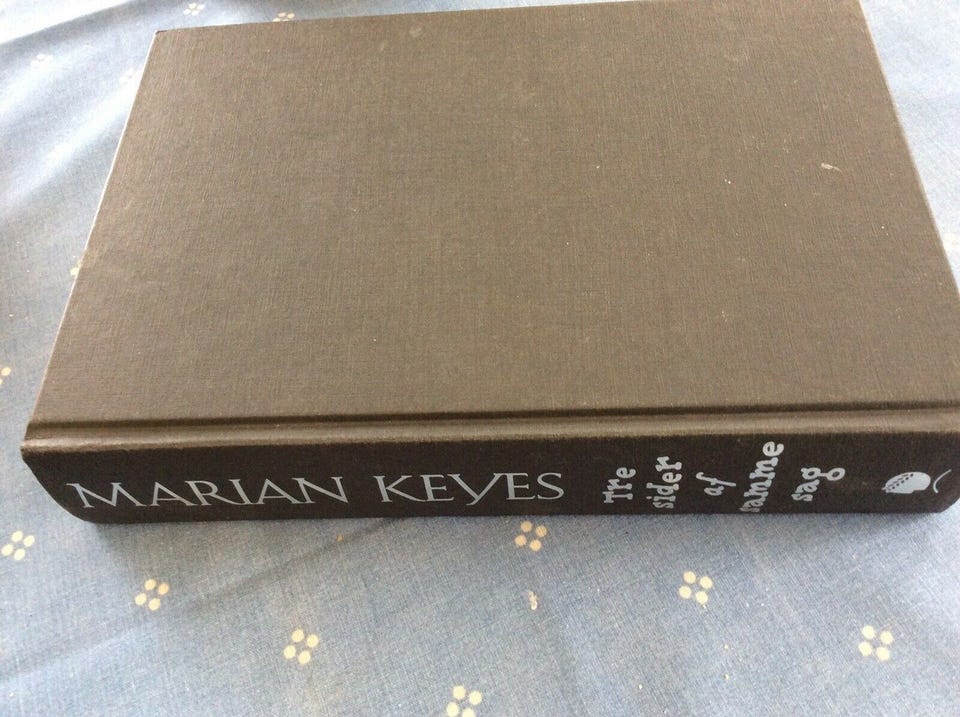 MARIAN KEYES
Tre
sider
af
samme
sag